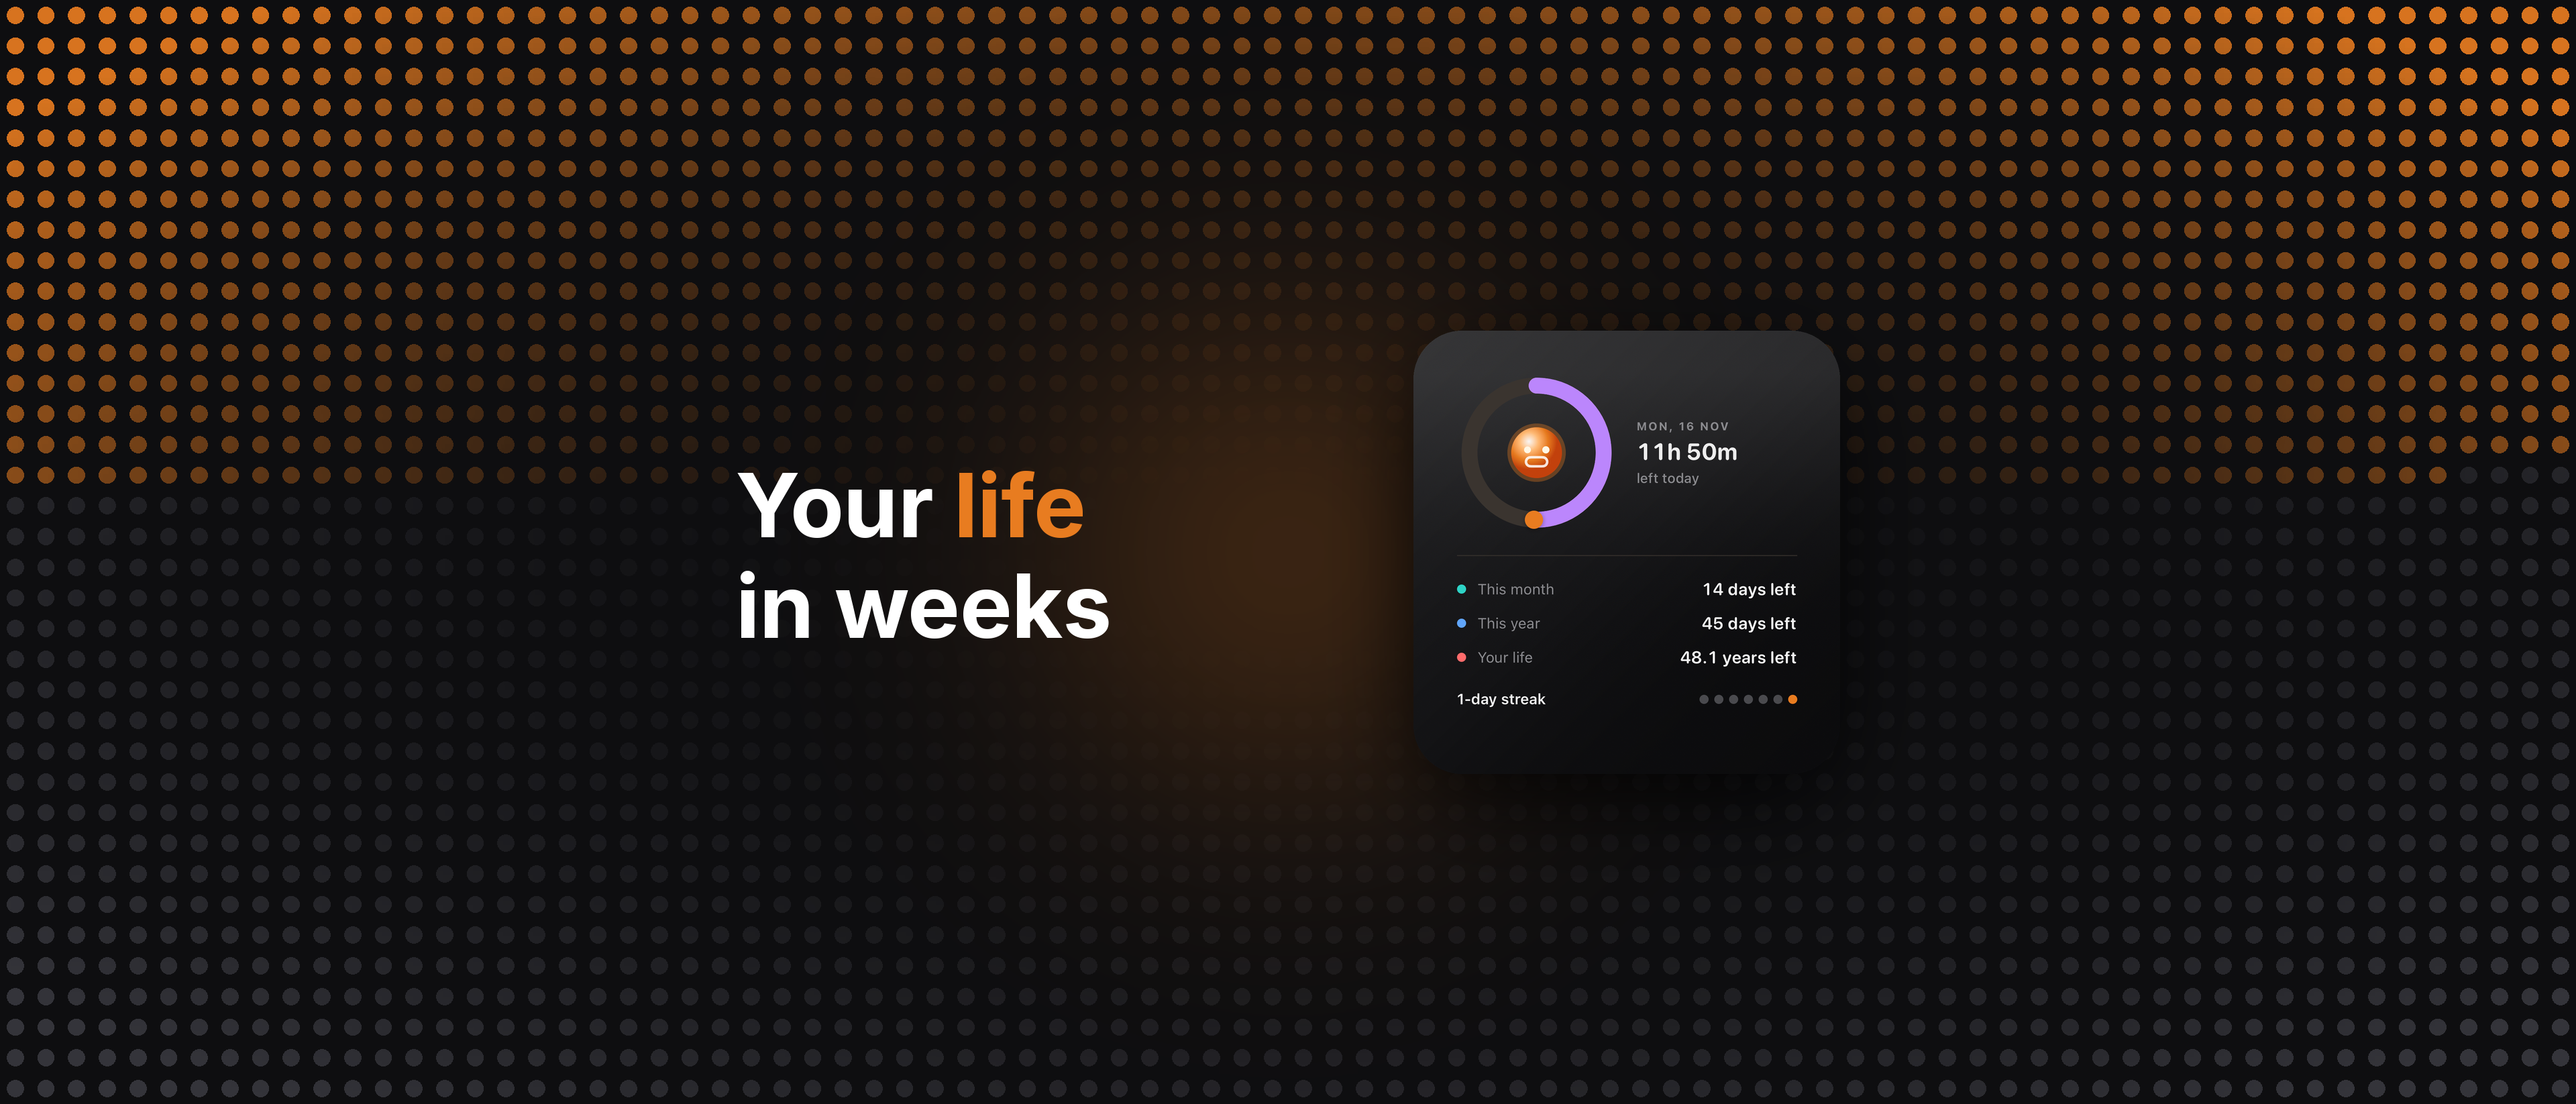 Your life
in weeks
MON, 16 NOV
11h 50m
left today
This month 14 days left
This year 45 days left
Your life 48.1 years left
1-day streak